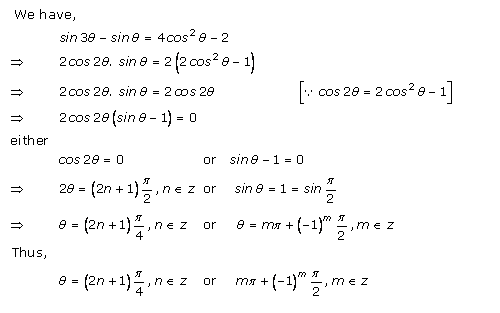 We have,
sin 3θ – sin θ = 4cos² θ – 2
⇒ 2cos 2θ. sin θ = 2(2cos² θ – 1)
⇒ 2cos 2θ. sin θ = 2cos 2θ [∵ cos 2θ = 2cos² θ – 1]
⇒ 2cos 2θ(sin θ – 1) = 0
either
cos 2θ = 0 or sin θ – 1 = 0
⇒ 2θ = (2n + 1)π/2, n ∈ z or sin θ = 1 = sin π/2
⇒ θ = (2n + 1)π/4, n ∈ z or θ = mπ + (–1)^m π/2, m ∈ z
Thus,
θ = (2n + 1)π/4, n ∈ z or mπ + (–1)^m π/2, m ∈ z